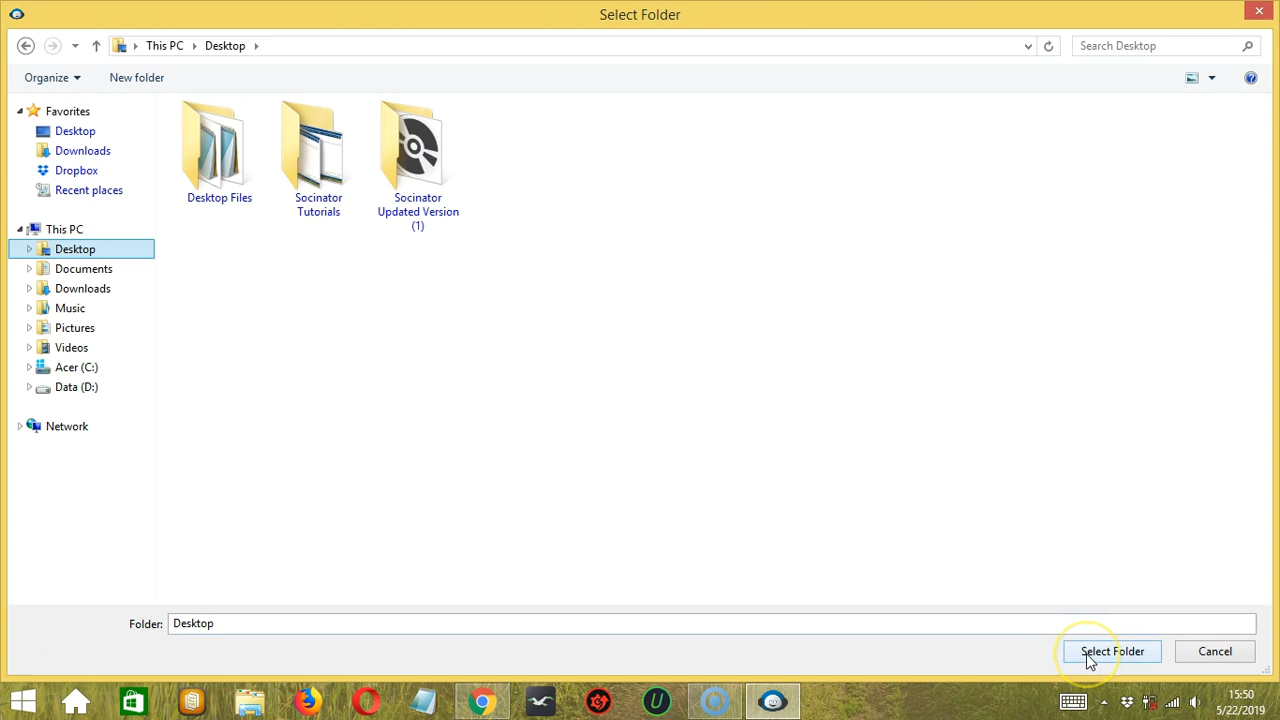 Select Folder
This PC
Desktop
Search Desktop
Organize
New folder
Favorites
Desktop
Downloads
Dropbox
Recent places
This PC
Desktop
Documents
Downloads
Music
Pictures
Videos
Acer (C:)
Data (D:)
Network
Desktop Files
Socinator
Tutorials
Socinator
Updated Version
(1)
Folder: Desktop
Select Folder
Cancel
15:50
5/22/2019